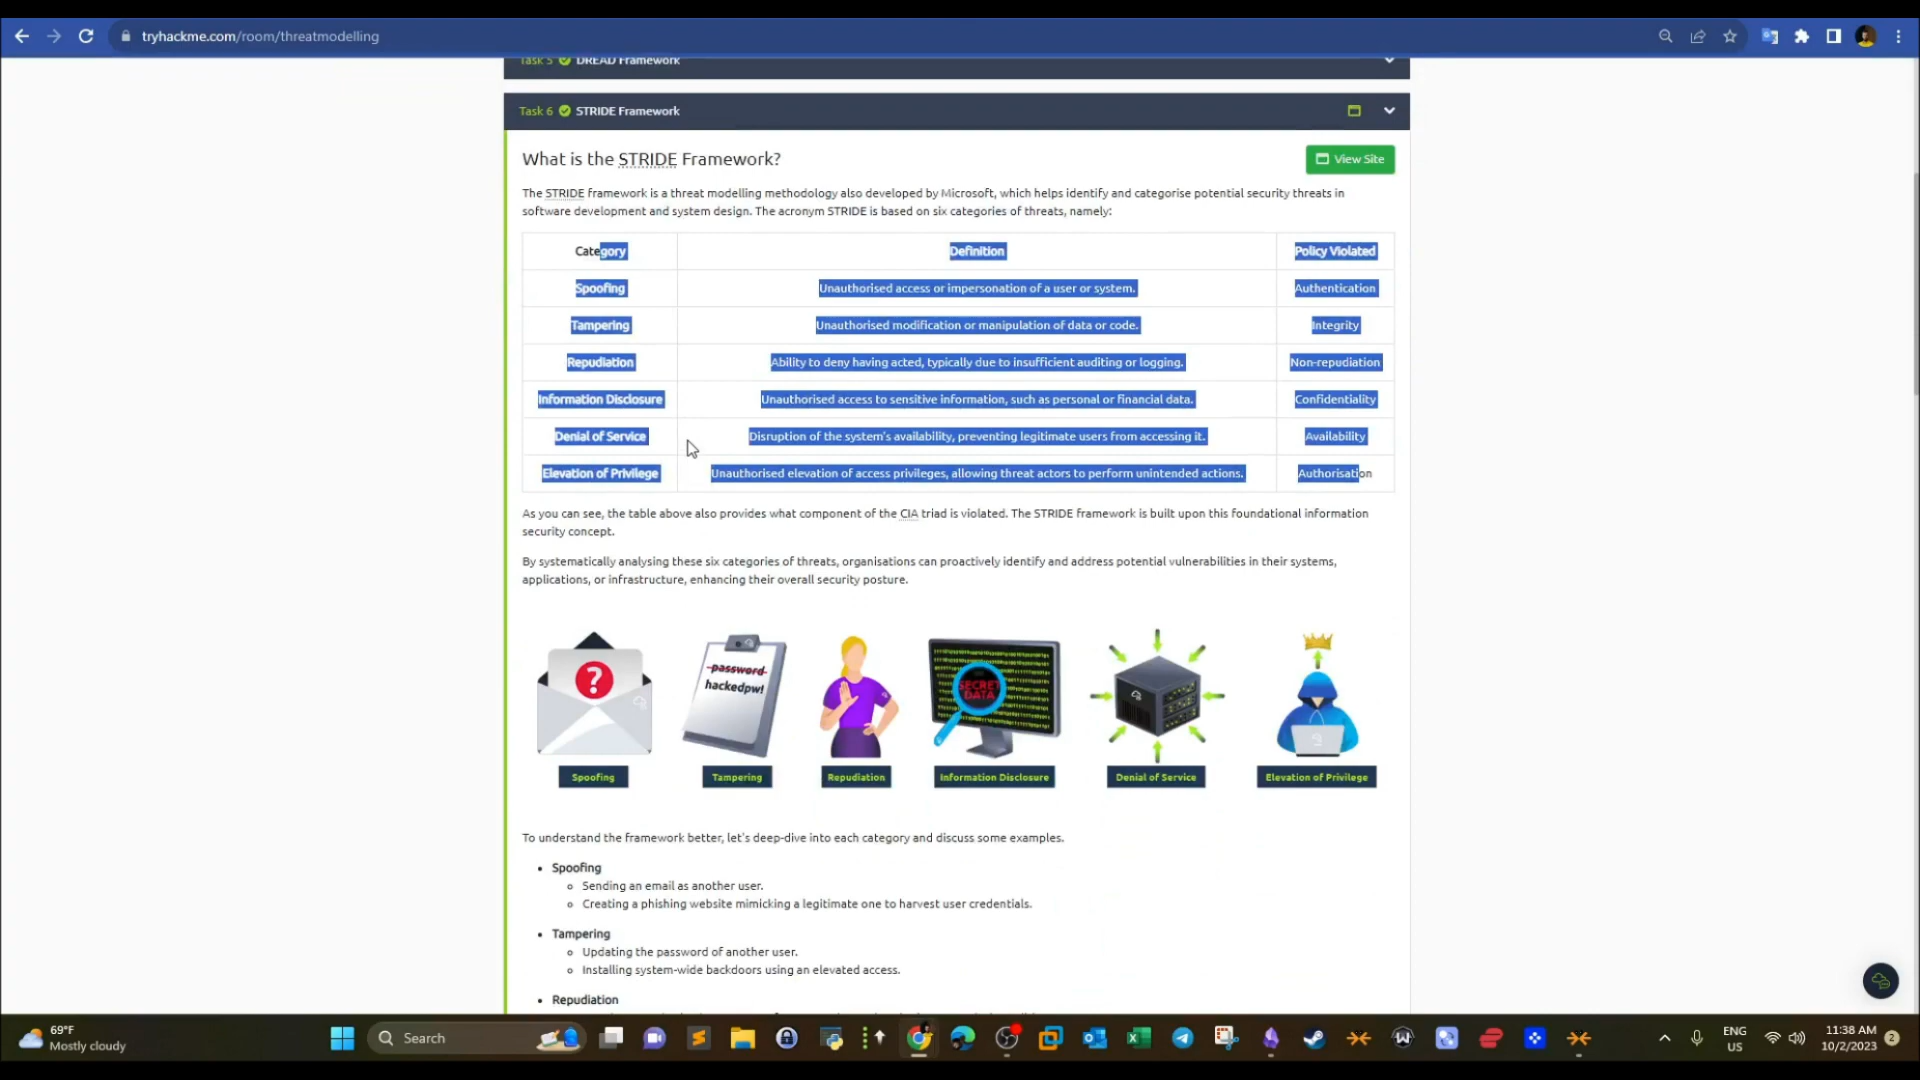 tryhackme.com/room/threatmodelling
Task 5 DREAD Framework
Task 6 STRIDE Framework
What is the STRIDE Framework?
View Site
The STRIDE framework is a threat modelling methodology also developed by Microsoft, which helps identify and categorise potential security threats in
software development and system design. The acronym STRIDE is based on six categories of threats, namely:
Category Definition Policy Violated
Spoofing Unauthorised access or impersonation of a user or system. Authentication
Tampering Unauthorised modification or manipulation of data or code. Integrity
Repudiation Ability to deny having acted, typically due to insufficient auditing or logging. Non-repudiation
Information Disclosure Unauthorised access to sensitive information, such as personal or financial data. Confidentiality
Denial of Service Disruption of the system's availability, preventing legitimate users from accessing it. Availability
Elevation of Privilege Unauthorised elevation of access privileges, allowing threat actors to perform unintended actions. Authorisation
As you can see, the table above also provides what component of the CIA triad is violated. The STRIDE framework is built upon this foundational information
security concept.
By systematically analysing these six categories of threats, organisations can proactively identify and address potential vulnerabilities in their systems,
applications, or infrastructure, enhancing their overall security posture.
?
password
hackedpw!
SECRET
DATA
Spoofing Tampering Repudiation Information Disclosure Denial of Service Elevation of Privilege
To understand the framework better, let's deep-dive into each category and discuss some examples.
• Spoofing
Sending an email as another user.
Creating a phishing website mimicking a legitimate one to harvest user credentials.
• Tampering
Updating the password of another user.
Installing system-wide backdoors using an elevated access.
• Repudiation
69°F
Mostly cloudy
Search
ENG
US
11:38 AM
10/2/2023
2